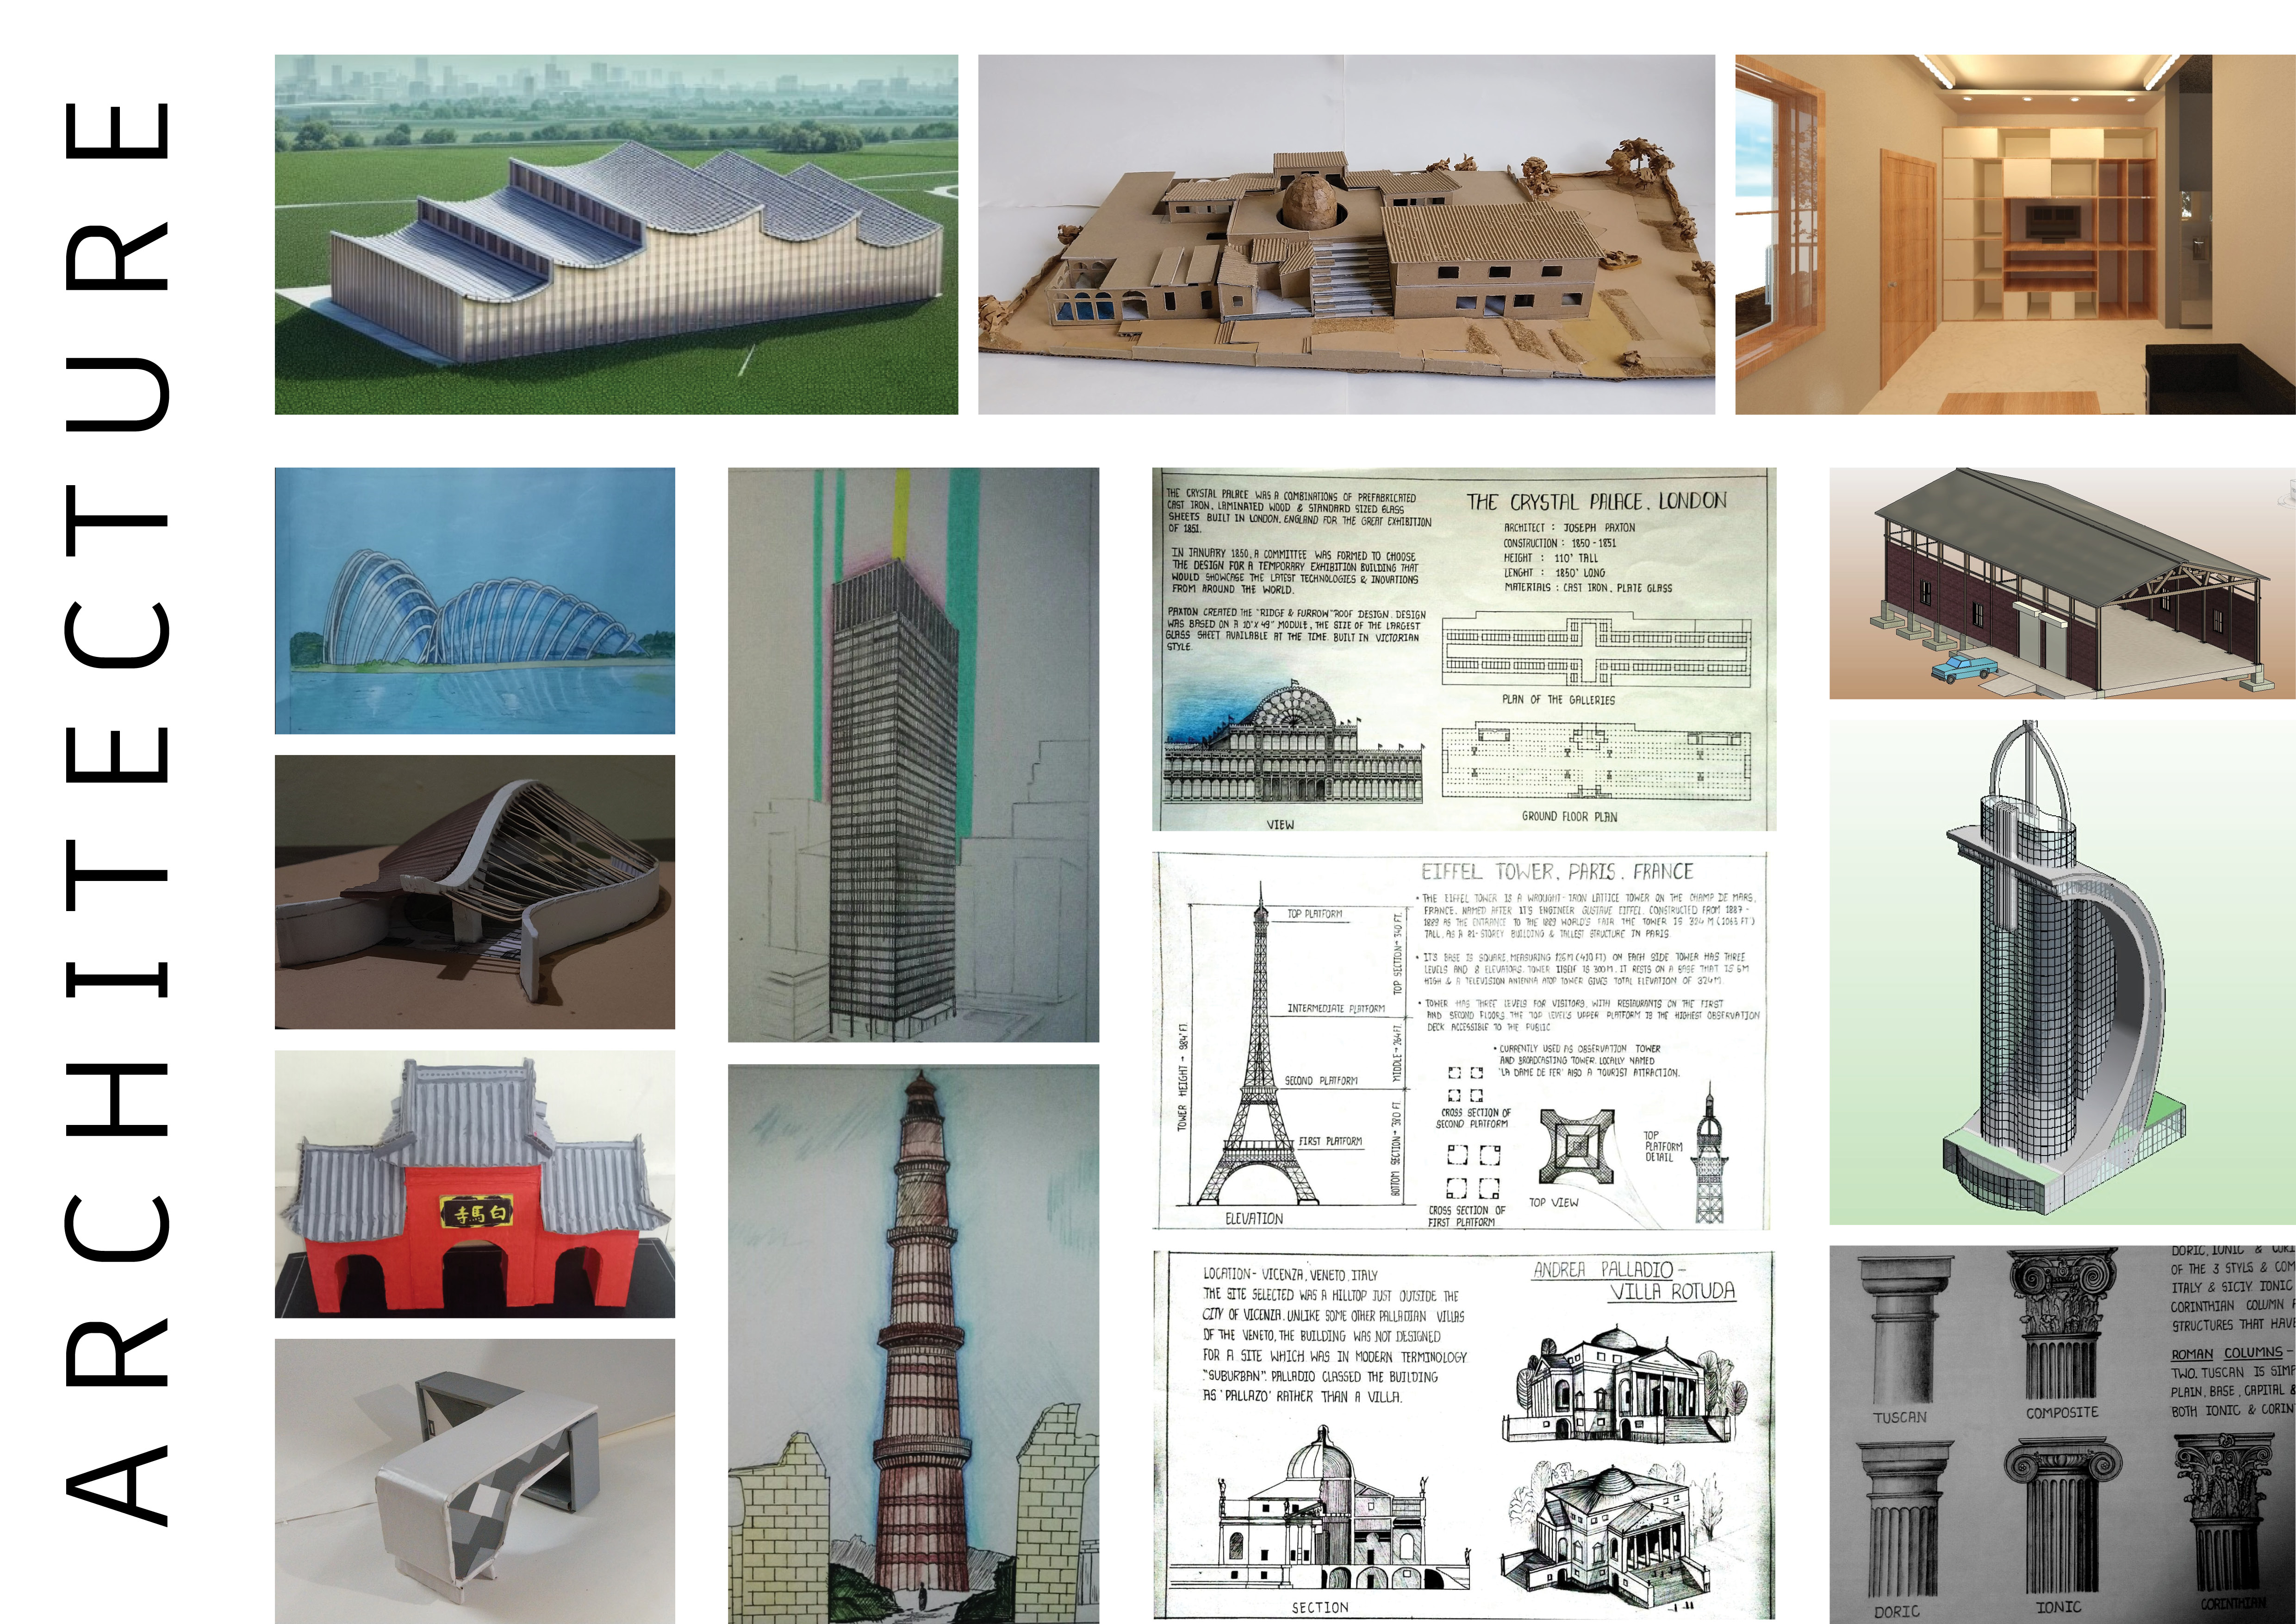 ARCHITECTURE
THE CRYSTAL PALACE WAS A COMBINATIONS OF PREFABRICATED
CAST IRON, LAMINATED WOOD & STANDARD SIZED GLASS
SHEETS. BUILT IN LONDON, ENGLAND FOR THE GREAT EXHIBITION
OF 1851.
IN JANUARY 1850, A COMMITTEE WAS FORMED TO CHOOSE
THE DESIGN FOR A TEMPORARY EXHIBITION BUILDING THAT
WOULD SHOWCASE THE LATEST TECHNOLOGIES & INOVATIONS
FROM AROUND THE WORLD.
PAXTON CREATED THE "RIDGE & FURROW" ROOF DESIGN. DESIGN
WAS BASED ON A 10'X 49" MODULE, THE SITE OF THE LARGEST
GLASS SHEET AVAILABLE AT THE TIME. BUILT IN VICTORIAN
STYLE.
VIEW
THE CRYSTAL PALACE, LONDON
ARCHITECT : JOSEPH PAXTON
CONSTRUCTION : 1850-1851
HEIGHT : 110' TALL
LENGHT : 1850' LONG
MATERIALS : CAST IRON, PLATE GLASS
PLAN OF THE GALLERIES
GROUND FLOOR PLAN
EIFFEL TOWER, PARIS, FRANCE
• THE EIFFEL TOWER IS A WROUGHT-IRON LATTICE TOWER ON THE CHAMP DE MARS,
FRANCE. NAMED AFTER IT'S ENGINEER GUSTAVE EIFFEL. CONSTRUCTED FROM 1887-
1889 AS THE ENTRANCE TO THE 1889 WORLD'S FAIR. THE TOWER IS 324 M (1063 FT)
TALL, AS A 81-STOREY BUILDING & TALLEST STRUCTURE IN PARIS
• IT'S BASE IS SQUARE, MEASURING 125M (410 FT) ON EACH SIDE TOWER HAS THREE
LEVELS AND 8 ELEVATORS. TOWER ITSELF IS 300M. IT RESTS ON A BASE THAT IS 5M
HIGH & A TELEVISION ANTENNA ATOP TOWER GIVES TOTAL ELEVATION OF 324M.
• TOWER HAS THREE LEVELS FOR VISITORS, WITH RESTAURANTS ON THE FIRST
AND SECOND FLOORS THE TOP LEVEL'S UPPER PLATFORM IS THE HIGHEST OBSERVATION
DECK ACCESSIBLE TO THE PUBLIC
• CURRENTLY USED AS OBSERVATION TOWER
AND BROADCASTING TOWER. LOCALLY NAMED
'LA DAME DE FER' ALSO A TOURIST ATTRACTION.
TOP PLATFORM
INTERMEDIATE PLATFORM
SECOND PLATFORM
FIRST PLATFORM
TOWER HEIGHT → 984' FT.
TOP SECTION → 340 FT.
MIDDLE → 264 FT.
BOTTOM SECTION → 380 FT.
ELEVATION
CROSS SECTION OF
SECOND PLATFORM
CROSS SECTION OF
FIRST PLATFORM
TOP VIEW
TOP
PLATFORM
DETAIL
白馬寺
LOCATION- VICENZA, VENETO, ITALY
THE SITE SELECTED WAS A HILLTOP JUST OUTSIDE THE
CITY OF VICENZA. UNLIKE SOME OTHER PALLADIAN VILLAS
OF THE VENETO, THE BUILDING WAS NOT DESIGNED
FOR A SITE WHICH WAS IN MODERN TERMINOLOGY
"SUBURBAN". PALLADIO CLASSED THE BUILDING
AS 'PALLAZO' RATHER THAN A VILLA.
ANDREA PALLADIO-
VILLA ROTUDA
SECTION
DORIC, IONIC &
OF THE 3 STYLS & COM
ITALY & SICIY IONIC
CORINTHIAN COLUMN
STRUCTURES THAT HAVE
ROMAN COLUMNS-
TWO, TUSCAN IS SIMP
PLAIN, BASE, CAPITAL &
BOTH IONIC & CORIN
TUSCAN
COMPOSITE
DORIC
IONIC
CORINTHIAN